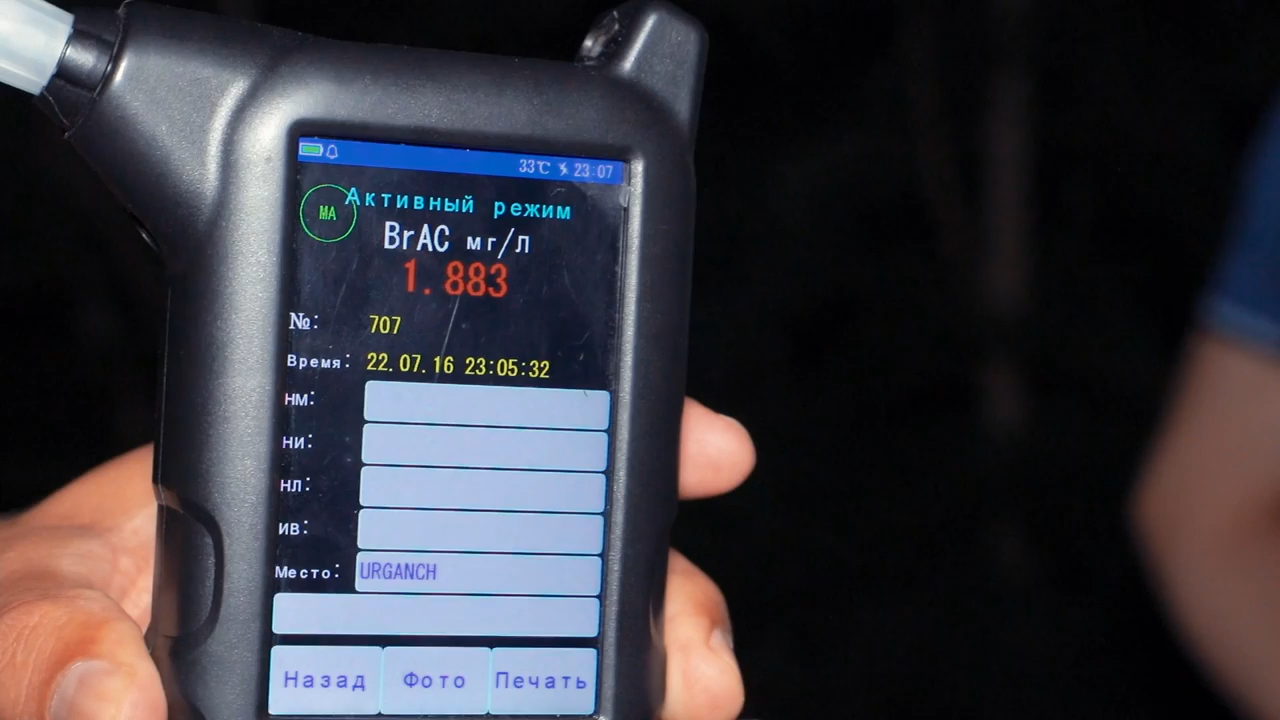 33℃ 23:07
МА
Активный режим
BrAC мг/л
1.883
№: 707
Время: 22.07.16 23:05:32
нм:
ни:
нл:
ив:
Место: URGANCH
Назад Фото Печать